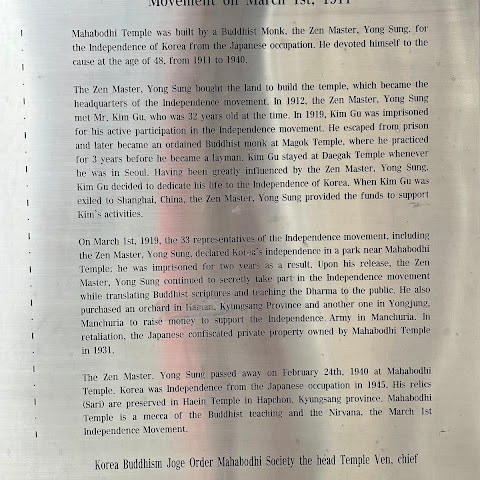 Movement on March 1st, 1911
Mahabodhi Temple was built by a Buddhist Monk, the Zen Master, Yong Sung, for
the Independence of Korea from the Japanese occupation. He devoted himself to the
cause at the age of 48, from 1911 to 1940.
The Zen Master, Yong Sung bought the land to build the temple, which became the
headquarters of the Independence movement. In 1912, the Zen Master, Yong Sung
met Mr. Kim Gu, who was 32 years old at the time. In 1919, Kim Gu was imprisoned
for his active participation in the Independence movement. He escaped from prison
and later became an ordained Buddhist monk at Magok Temple, where he practiced
for 3 years before he became a layman. Kim Gu stayed at Daegak Temple whenever
he was in Seoul. Having been greatly influenced by the Zen Master, Yong Sung,
Kim Gu decided to dedicate his life to the Independence of Korea. When Kim Gu was
exiled to Shanghai, China, the Zen Master, Yong Sung provided the funds to support
Kim's activities.
On March 1st, 1919, the 33 representatives of the Independence movement, including
the Zen Master, Yong Sung, declared Korea's independence in a park near Mahabodhi
Temple; he was imprisoned for two years as a result. Upon his release, the Zen
Master, Yong Sung continued to secretly take part in the Independence movement
while translating Buddhist scriptures and teaching the Dharma to the public. He also
purchased an orchard in Haman, Kyungsang Province and another one in Yongjung,
Manchuria to raise money to support the Independence Army in Manchuria. In
retaliation, the Japanese confiscated private property owned by Mahabodhi Temple
in 1931.
The Zen Master, Yong Sung passed away on February 24th, 1940 at Mahabodhi
Temple. Korea was Independence from the Japanese occupation in 1945. His relics
(Sari) are preserved in Haein Temple in Hapchon, Kyungsang province. Mahabodhi
Temple is a mecca of the Buddhist teaching and the Nirvana, the March 1st
Independence Movement.
Korea Buddhism Joge Order Mahabodhi Society the head Temple Ven, chief